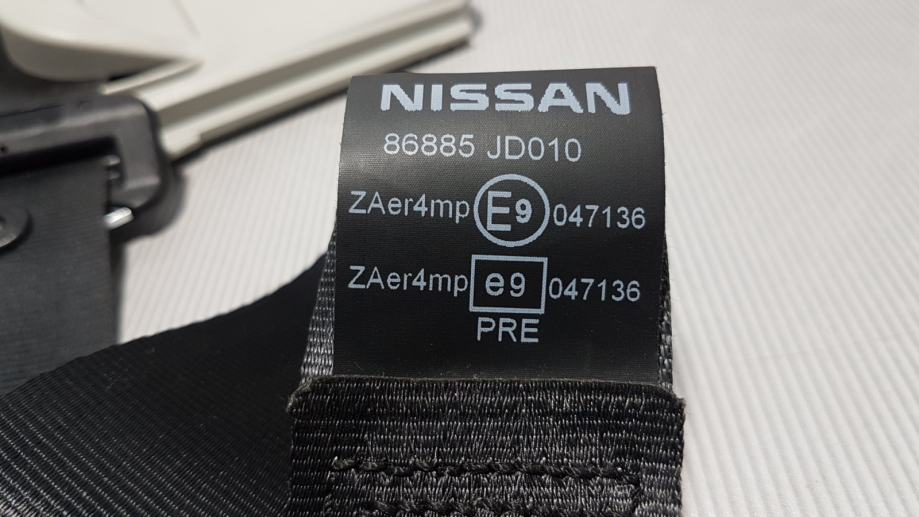 NISSAN
86885 JD010
ZAer4mp E9 047136
ZAer4mp e9 047136
PRE